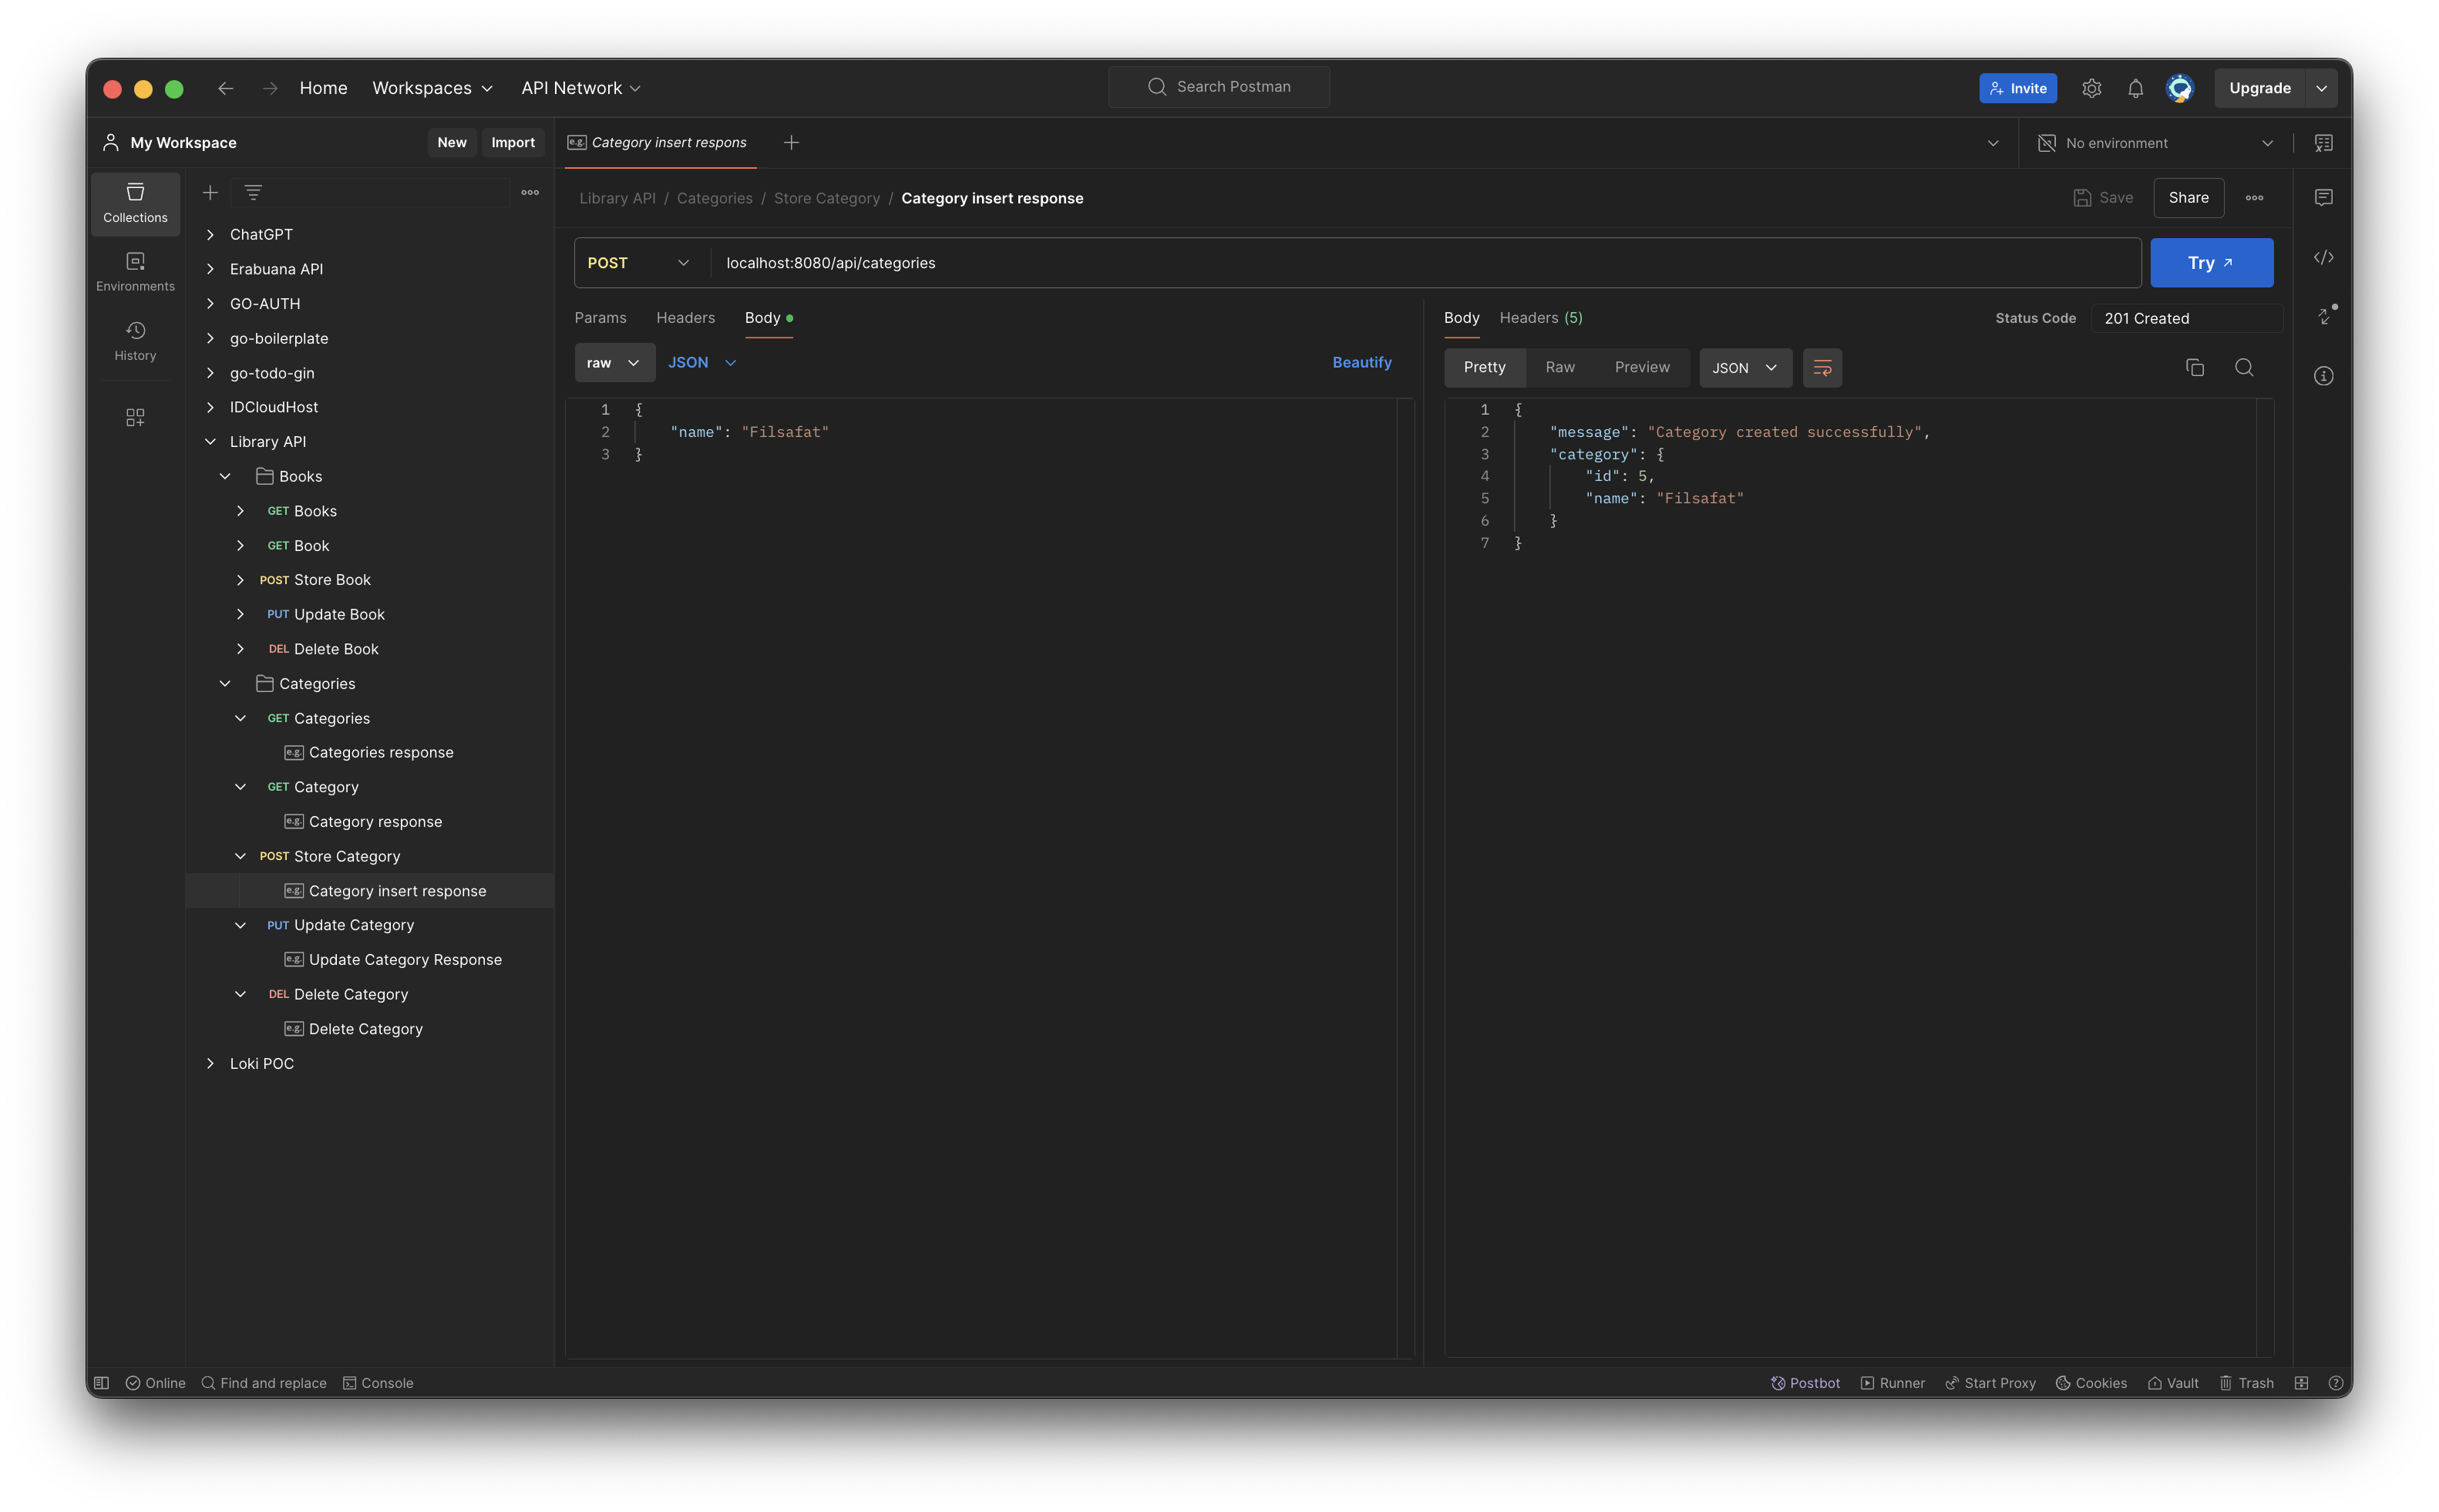 Home Workspaces API Network Search Postman Invite Upgrade
My Workspace New Import Category insert respons No environment
Collections
Environments
History
ChatGPT
Erabuana API
GO-AUTH
go-boilerplate
go-todo-gin
IDCloudHost
Library API
Books
GET Books
GET Book
POST Store Book
PUT Update Book
DEL Delete Book
Categories
GET Categories
e.g. Categories response
GET Category
e.g. Category response
POST Store Category
e.g. Category insert response
PUT Update Category
e.g. Update Category Response
DEL Delete Category
e.g. Delete Category
Loki POC
Library API / Categories / Store Category / Category insert response Save Share
POST localhost:8080/api/categories Try
Params Headers Body
raw JSON Beautify
1 {
2 "name": "Filsafat"
3 }
Body Headers (5) Status Code 201 Created
Pretty Raw Preview JSON
1 {
2 "message": "Category created successfully",
3 "category": {
4 "id": 5,
5 "name": "Filsafat"
6 }
7 }
Online Find and replace Console Postbot Runner Start Proxy Cookies Vault Trash